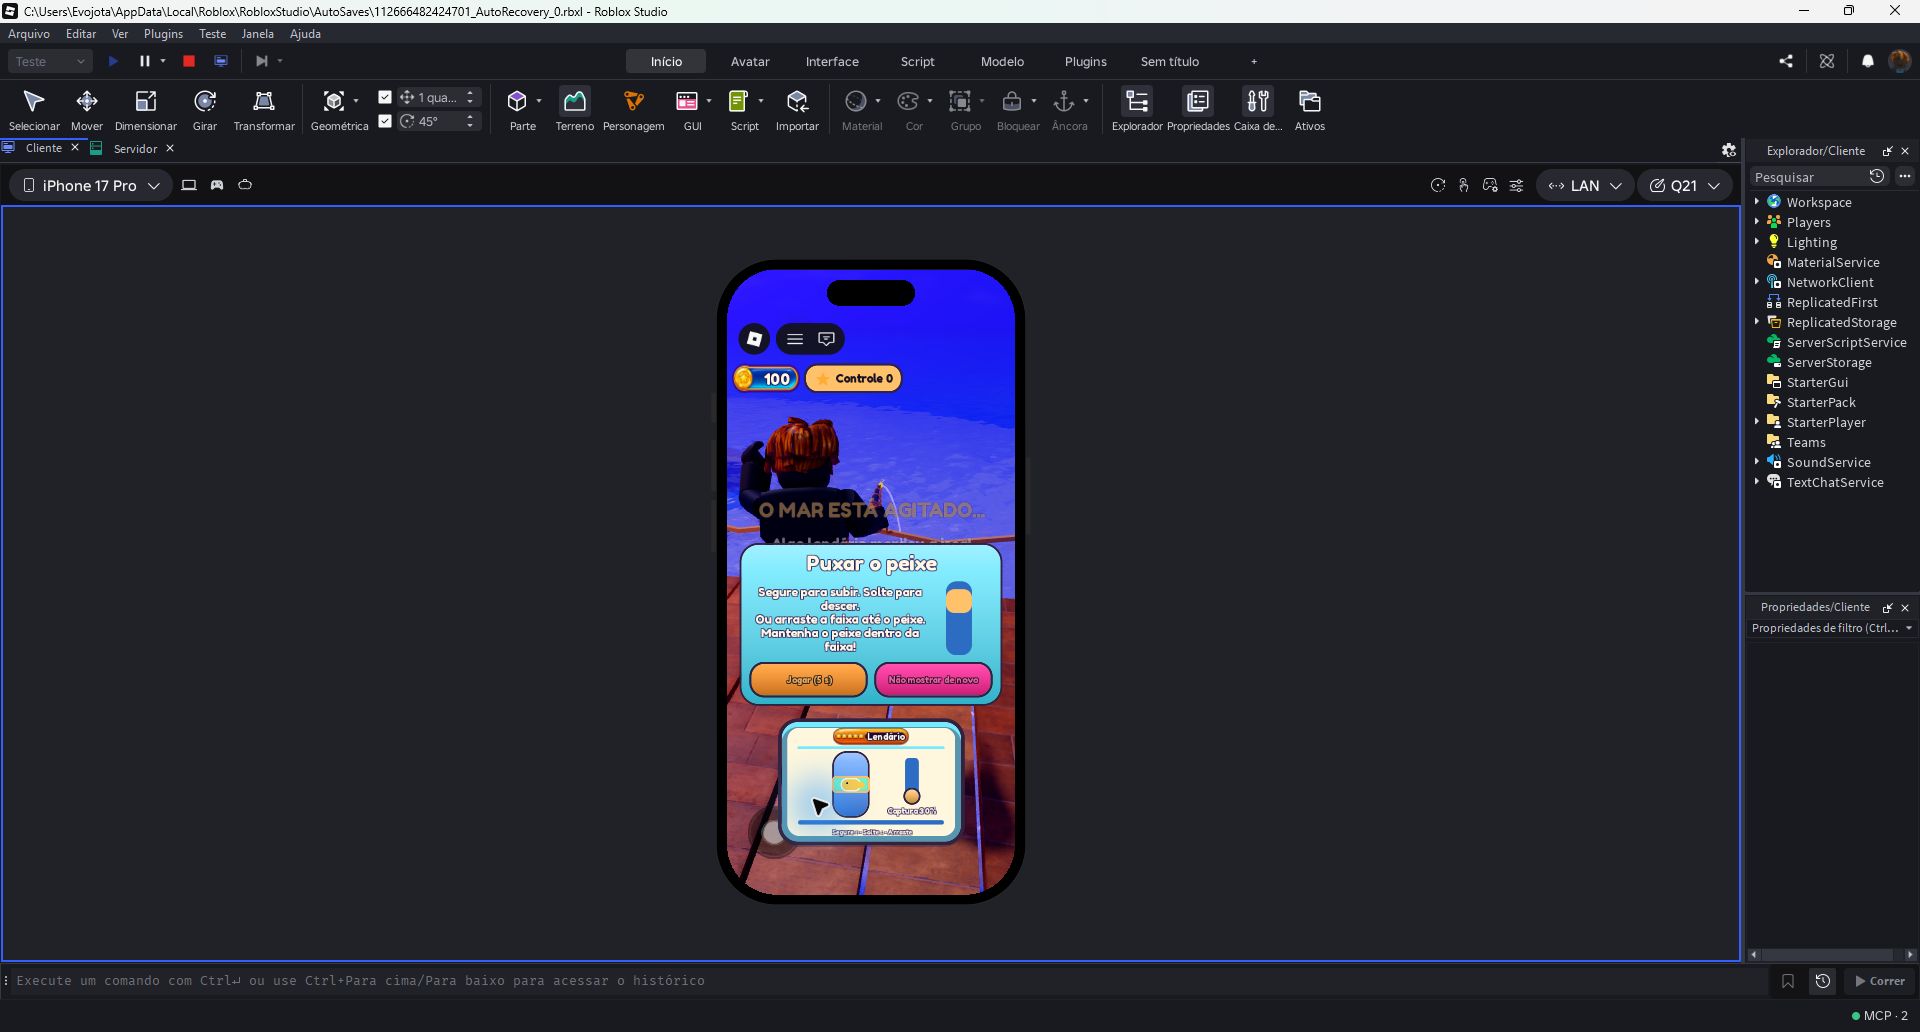 C:\Users\Evojota\AppData\Local\Roblox\RobloxStudio\AutoSaves\112666482424701_AutoRecovery_0.rbxl - Roblox Studio
Arquivo Editar Ver Plugins Teste Janela Ajuda
Teste
Início Avatar Interface Script Modelo Plugins Sem título +
1 qua...
45°
Selecionar Mover Dimensionar Girar Transformar Geométrica Parte Terreno Personagem GUI Script Importar Material Cor Grupo Bloquear Âncora Explorador Propriedades Caixa de... Ativos
Cliente Servidor
iPhone 17 Pro
LAN
Q21
100
Controle 0
O MAR ESTÁ AGITADO...
Puxar o peixe
Segure para subir. Solte para
descer.
Ou arraste a faixa até o peixe.
Mantenha o peixe dentro da
faixa!
Jogar (5 s)
Não mostrar de novo
Lendário
Captura 30%
Explorador/Cliente
Pesquisar
Workspace
Players
Lighting
MaterialService
NetworkClient
ReplicatedFirst
ReplicatedStorage
ServerScriptService
ServerStorage
StarterGui
StarterPack
StarterPlayer
Teams
SoundService
TextChatService
Propriedades/Cliente
Propriedades de filtro (Ctrl...
Execute um comando com Ctrl↵ ou use Ctrl+Para cima/Para baixo para acessar o histórico
Correr
MCP · 2